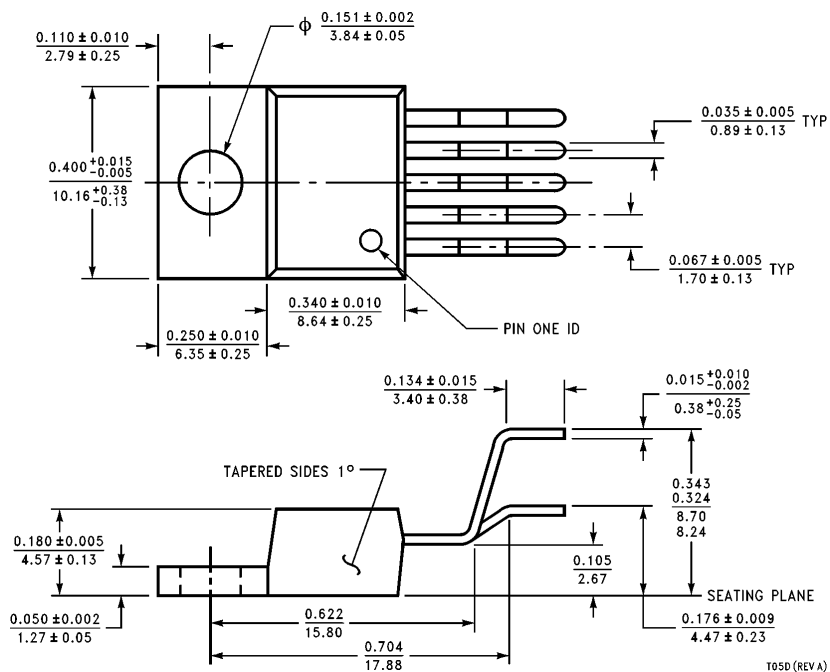 ϕ 0.151 ± 0.002
3.84 ± 0.05
0.110 ± 0.010
2.79 ± 0.25
0.035 ± 0.005
0.89 ± 0.13
TYP
0.400 +0.015 -0.005
10.16 +0.38 -0.13
0.067 ± 0.005
1.70 ± 0.13
TYP
0.340 ± 0.010
8.64 ± 0.25
PIN ONE ID
0.250 ± 0.010
6.35 ± 0.25
0.134 ± 0.015
3.40 ± 0.38
0.015 +0.010 -0.002
0.38 +0.25 -0.05
TAPERED SIDES 1°
0.343
0.324
8.70
8.24
0.180 ± 0.005
4.57 ± 0.13
0.105
2.67
SEATING PLANE
0.050 ± 0.002
1.27 ± 0.05
0.622
15.80
0.176 ± 0.009
4.47 ± 0.23
0.704
17.88
T05D (REV A)